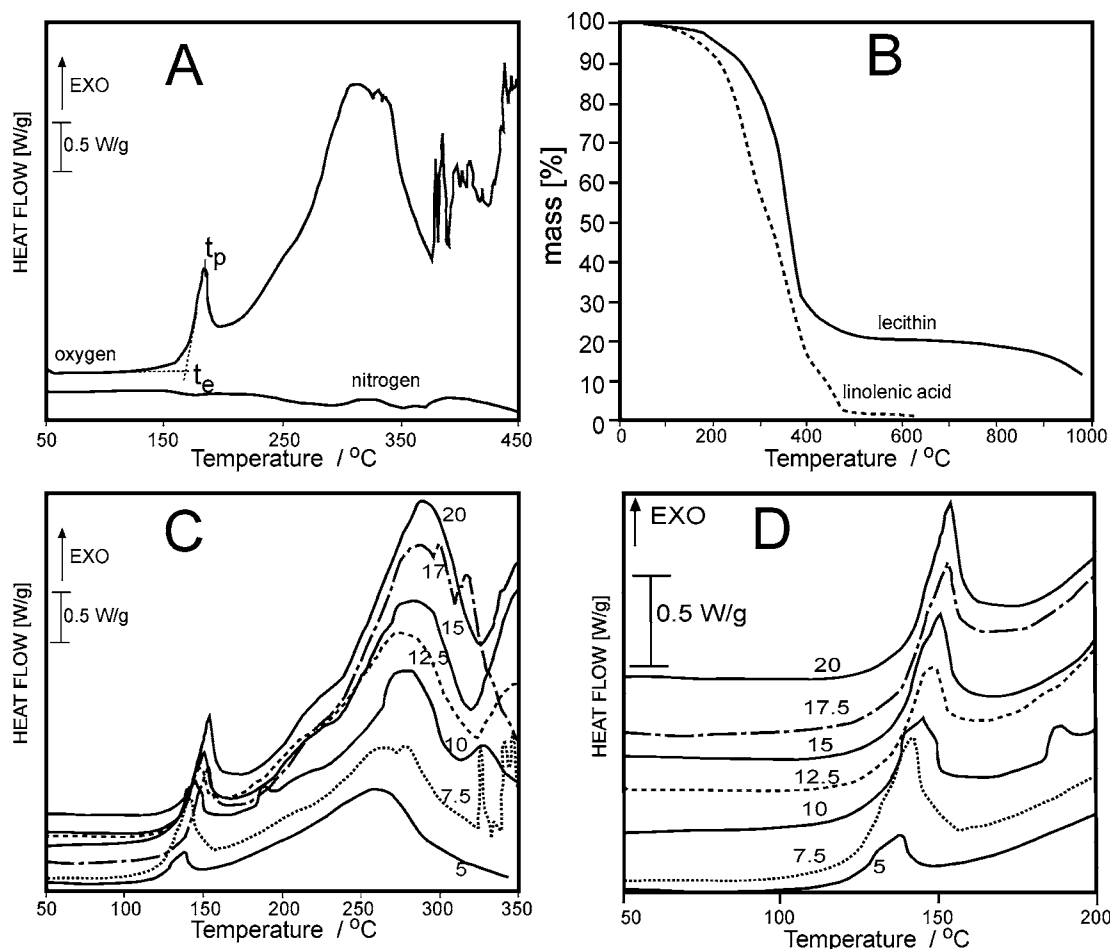 A
EXO
0.5 W/g
HEAT FLOW [W/g]
tp
oxygen
te
nitrogen
50 150 250 350 450
Temperature / °C
B
100
90
80
70
60
50
40
30
20
10
0
mass [%]
lecithin
linolenic acid
0 200 400 600 800 1000
Temperature / °C
C
EXO
0.5 W/g
HEAT FLOW [W/g]
20
17
15
12.5
10
7.5
5
50 100 150 200 250 300 350
Temperature / °C
D
EXO
0.5 W/g
HEAT FLOW [W/g]
20
17.5
15
12.5
10
7.5
5
50 100 150 200
Temperature / °C